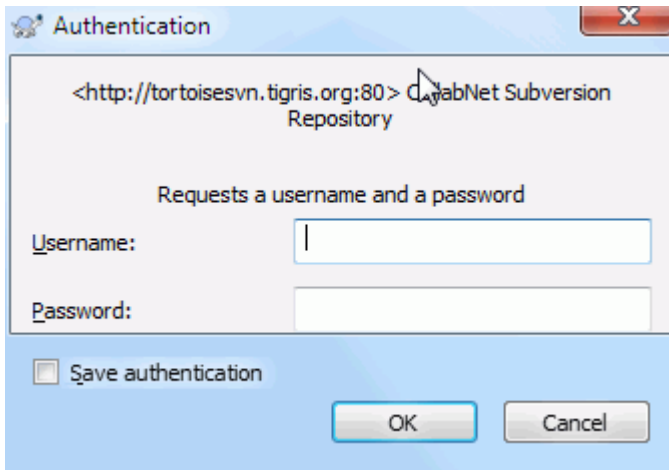 Authentication
<http://tortoisesvn.tigris.org:80> Subversion
Repository
Requests a username and a password
Username:
Password:
Save authentication
OK
Cancel